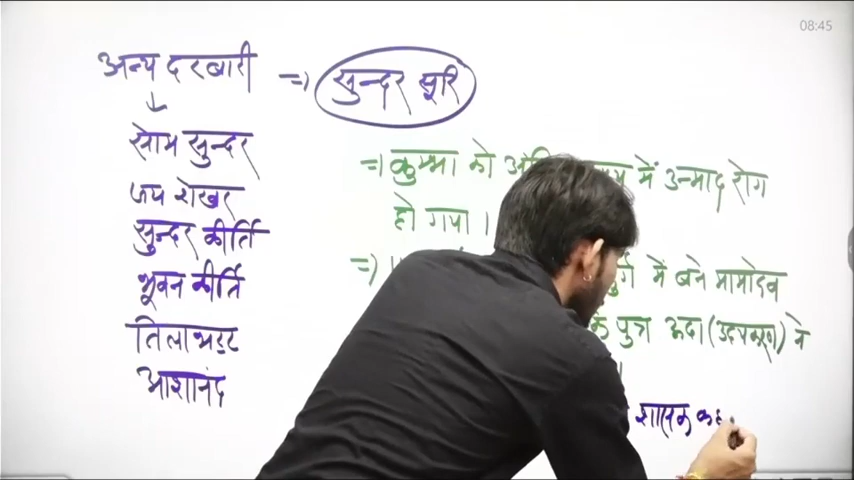 08:45
अन्य दरबारी => सुन्दर सूरि
सोम सुन्दर
जय शेखर
सुन्दर कीर्ति
भूवन कीर्ति
तिला भट्ट
आशानंद
=> कुम्भा को में उन्माद रोग
हो गया।
=> में बने मामादेव
पुत्र ऊदा (उदयकरण) ने
शासक